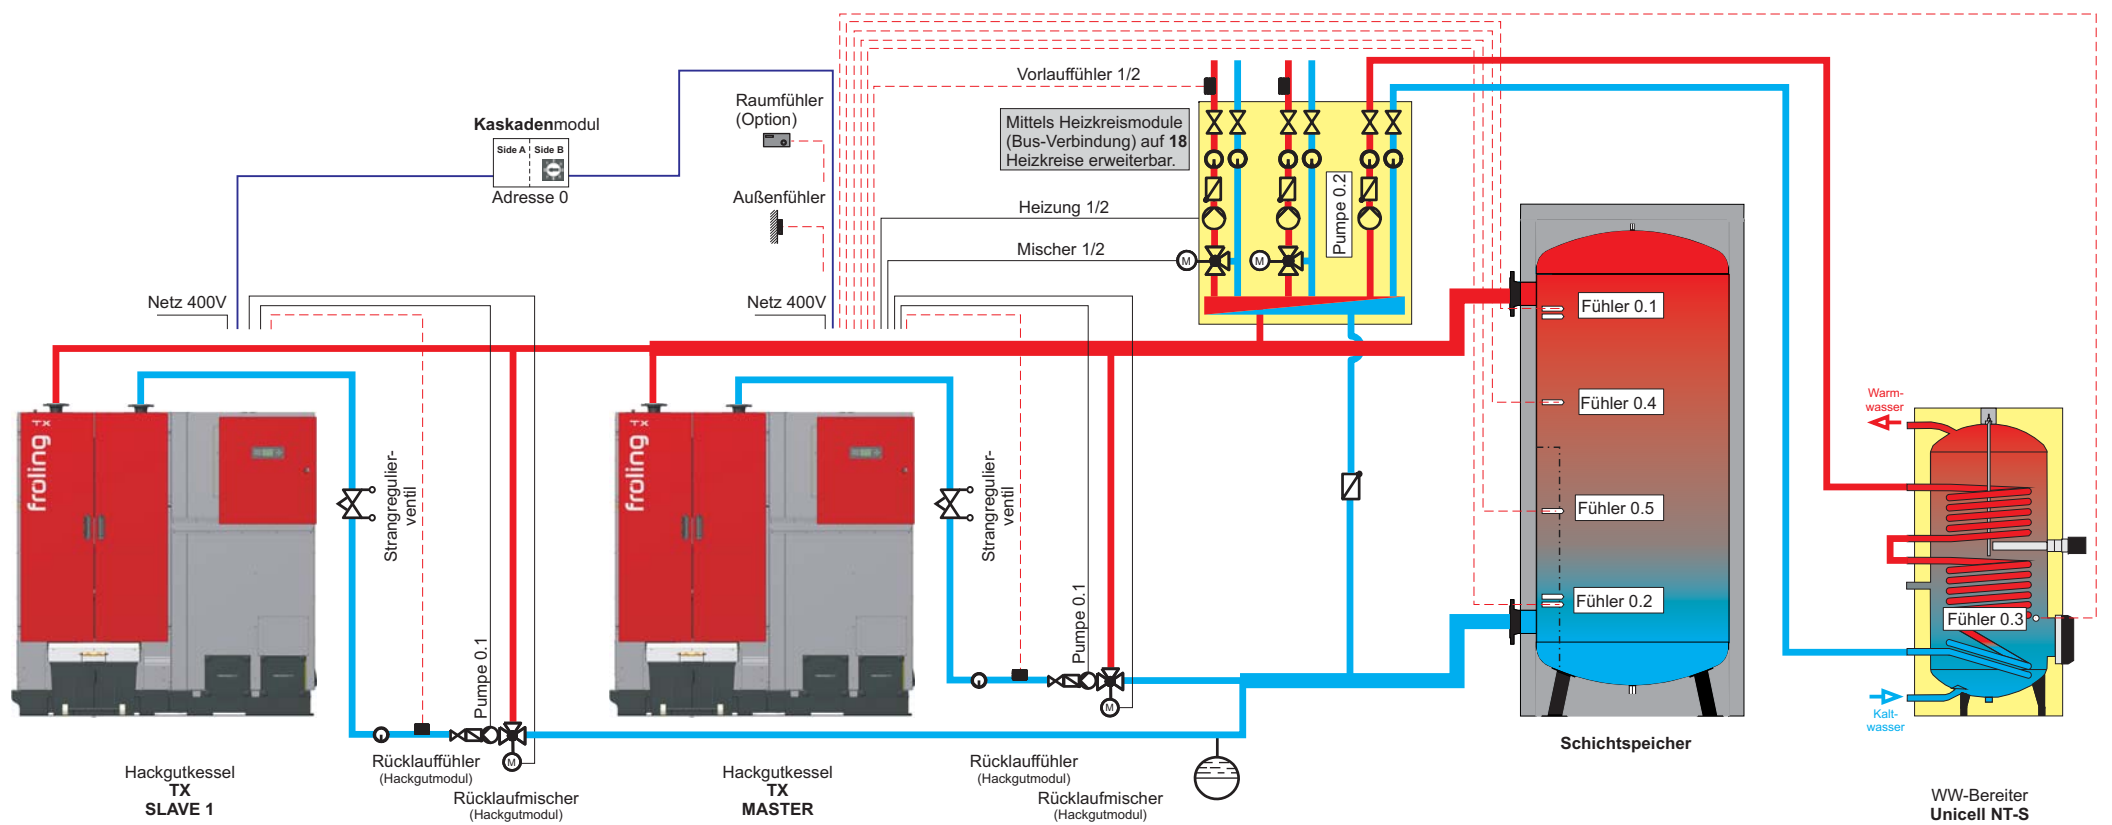 Vorlauffühler 1/2
Raumfühler
(Option)
Kaskadenmodul
Side A
Side B
Adresse 0
Mittels Heizkreismodule
(Bus-Verbindung) auf 18
Heizkreise erweiterbar.
Außenfühler
Heizung 1/2
Mischer 1/2
Pumpe 0.2
M
M
Netz 400V
Netz 400V
Fühler 0.1
Fühler 0.4
Fühler 0.5
Fühler 0.2
Warm-
wasser
Fühler 0.3
Kalt-
wasser
froling
TX
froling
TX
Strangregulier-
ventil
Strangregulier-
ventil
Pumpe 0.1
Pumpe 0.1
M
M
Rücklauffühler
(Hackgutmodul)
Rücklaufmischer
(Hackgutmodul)
Rücklauffühler
(Hackgutmodul)
Rücklaufmischer
(Hackgutmodul)
Hackgutkessel
TX
SLAVE 1
Hackgutkessel
TX
MASTER
Schichtspeicher
WW-Bereiter
Unicell NT-S